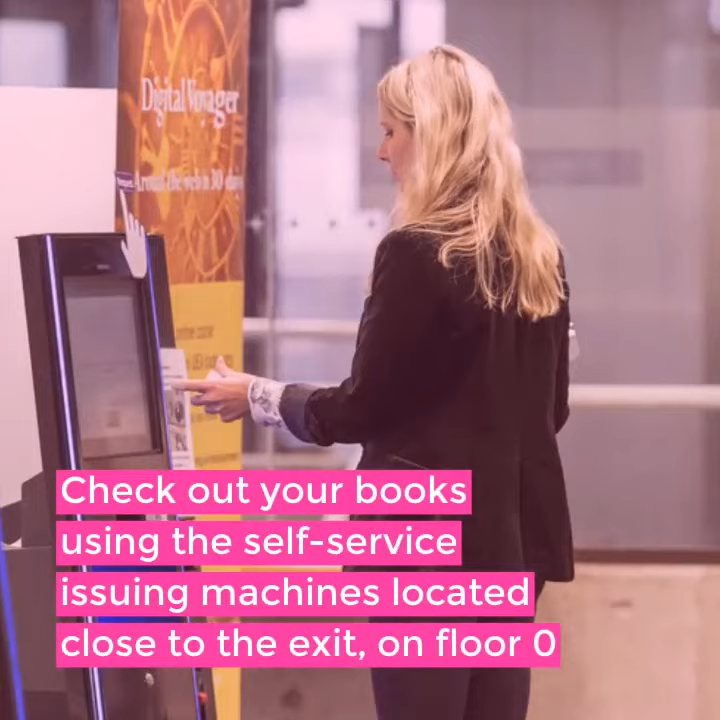 Digital Voyager
Around the web in 30 days
Check out your books
using the self-service
issuing machines located
close to the exit, on floor 0